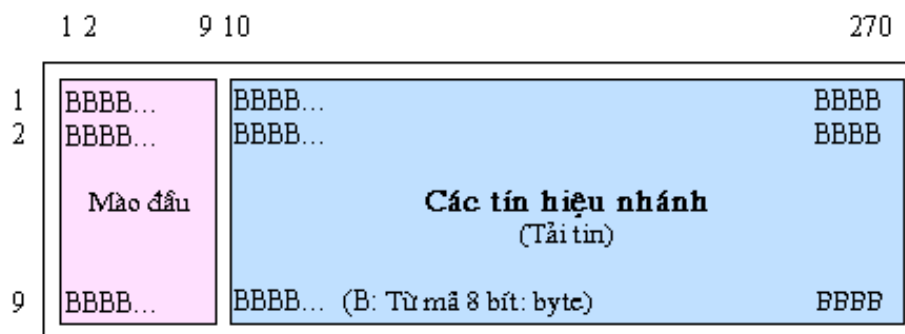 1 2 9 10 270
1 BBBB... BBBB... BBBB
2 BBBB... BBBB... BBBB
Mào đầu Các tín hiệu nhánh
(Tải tin)
9 BBBB... BBBB... (B: Từ mã 8 bít: byte) BBBB